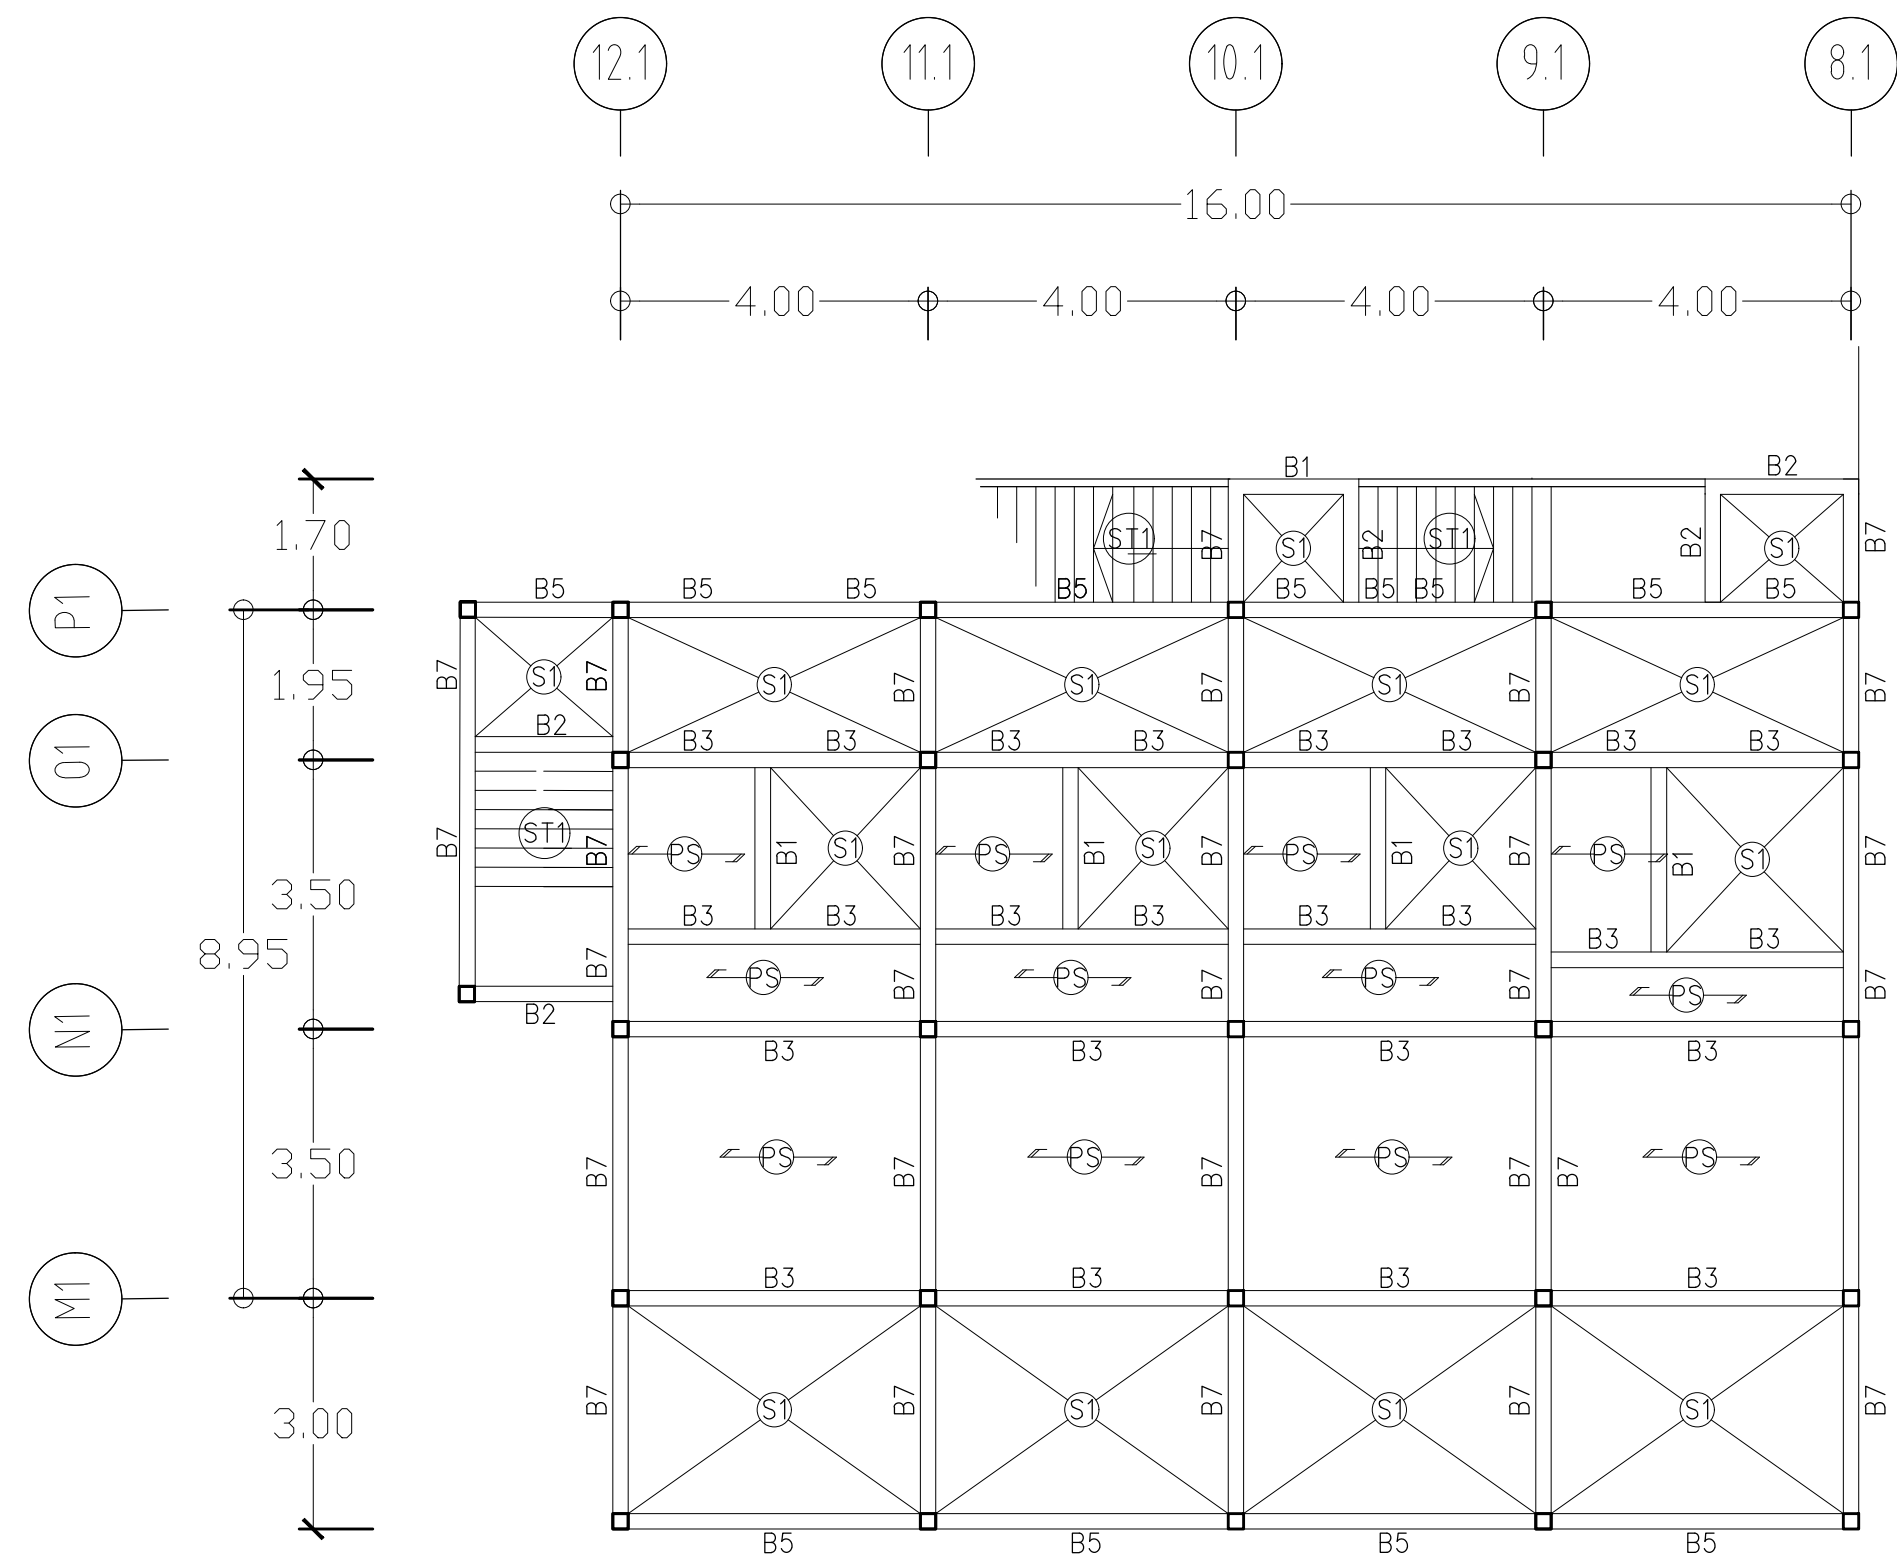 12.1 11.1 10.1 9.1 8.1
16.00
4.00 4.00 4.00 4.00
B1 B2
1.70 ST1 B7 S1 B2 ST1 B2 S1 B7
P1 B5 B5 B5 B5 B5 B5 B5 B5 B5
1.95 B7 S1 B7 S1 B7 S1 B7 S1 B7 S1 B7
B2
O1 B3 B3 B3 B3 B3 B3 B3 B3
B7 ST1 B7 PS B1 S1 B7 PS B1 S1 B7 PS B1 S1 B7 PS B1 S1 B7
3.50 B3 B3 B3 B3 B3 B3 B3 B3
8.95 B7 PS B7 PS B7 PS B7 PS B7
B2
N1 B3 B3 B3 B3
3.50 B7 PS B7 PS B7 PS B7 B7 PS
M1 B3 B3 B3 B3
3.00 B7 S1 B7 S1 B7 S1 B7 S1 B7
B5 B5 B5 B5